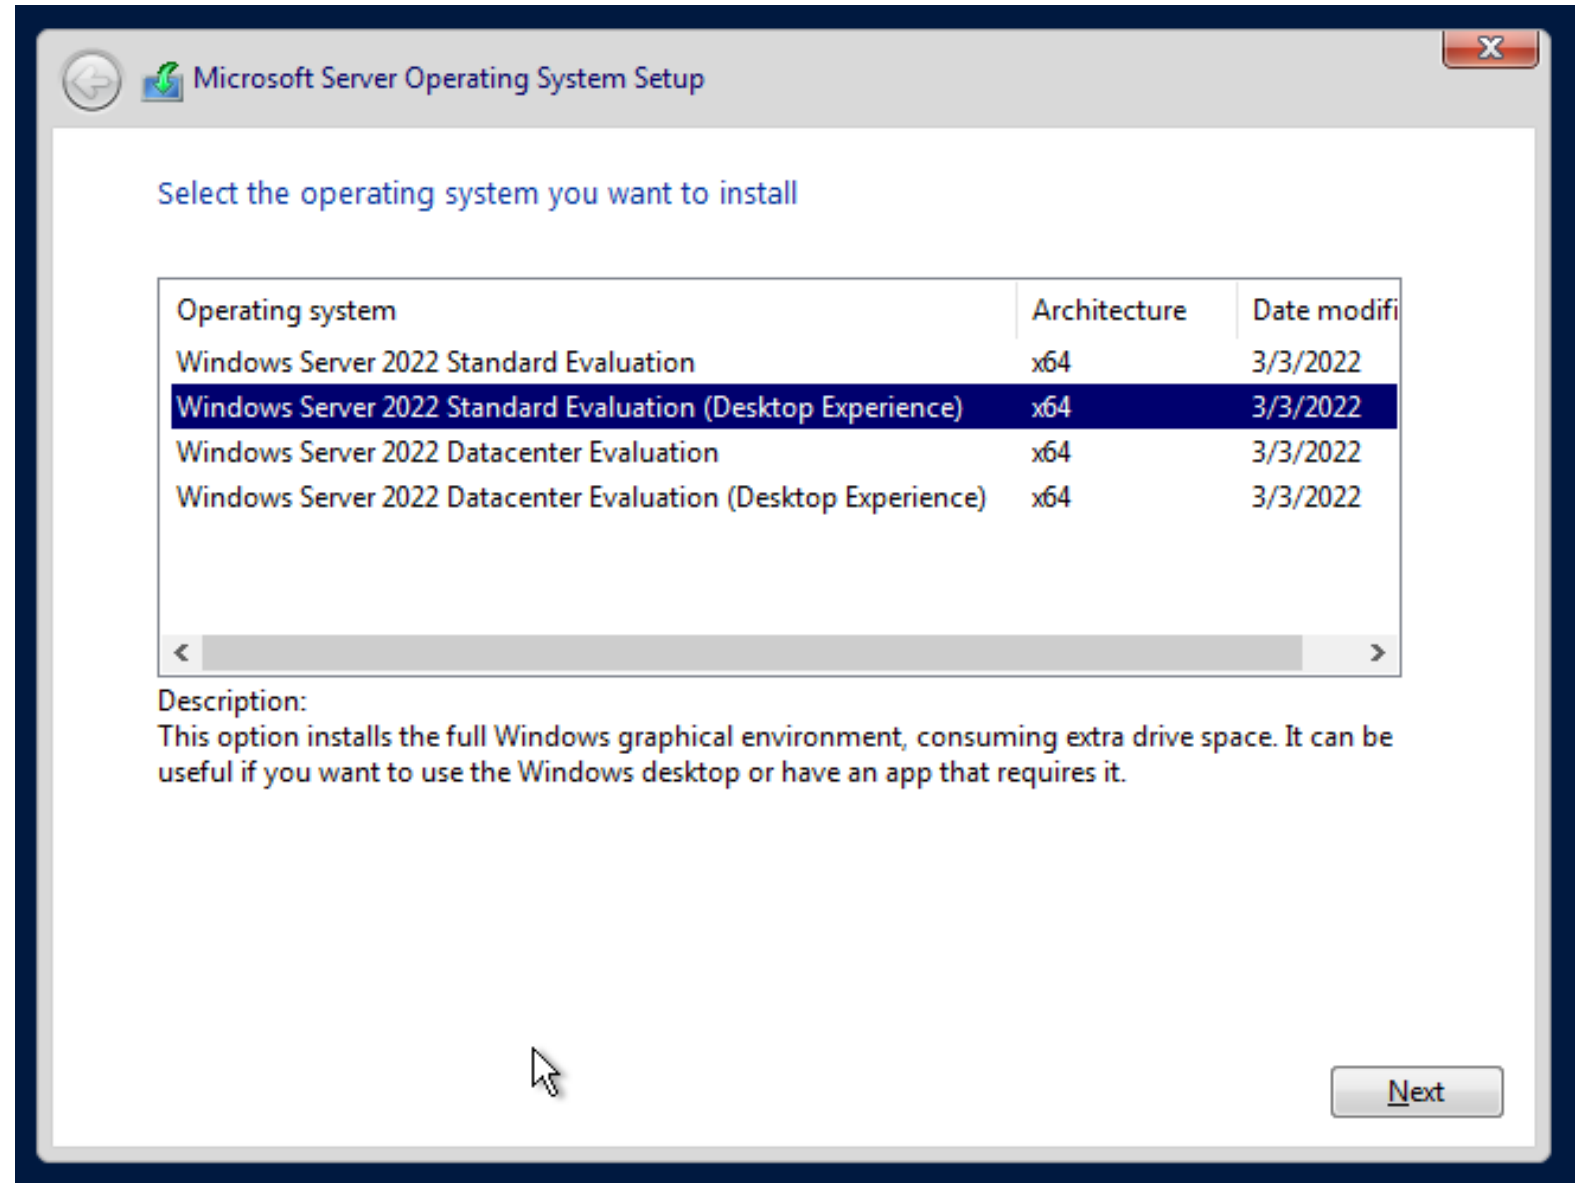 Microsoft Server Operating System Setup
Select the operating system you want to install
Operating system Architecture Date modifi
Windows Server 2022 Standard Evaluation x64 3/3/2022
Windows Server 2022 Standard Evaluation (Desktop Experience) x64 3/3/2022
Windows Server 2022 Datacenter Evaluation x64 3/3/2022
Windows Server 2022 Datacenter Evaluation (Desktop Experience) x64 3/3/2022
Description:
This option installs the full Windows graphical environment, consuming extra drive space. It can be
useful if you want to use the Windows desktop or have an app that requires it.
Next